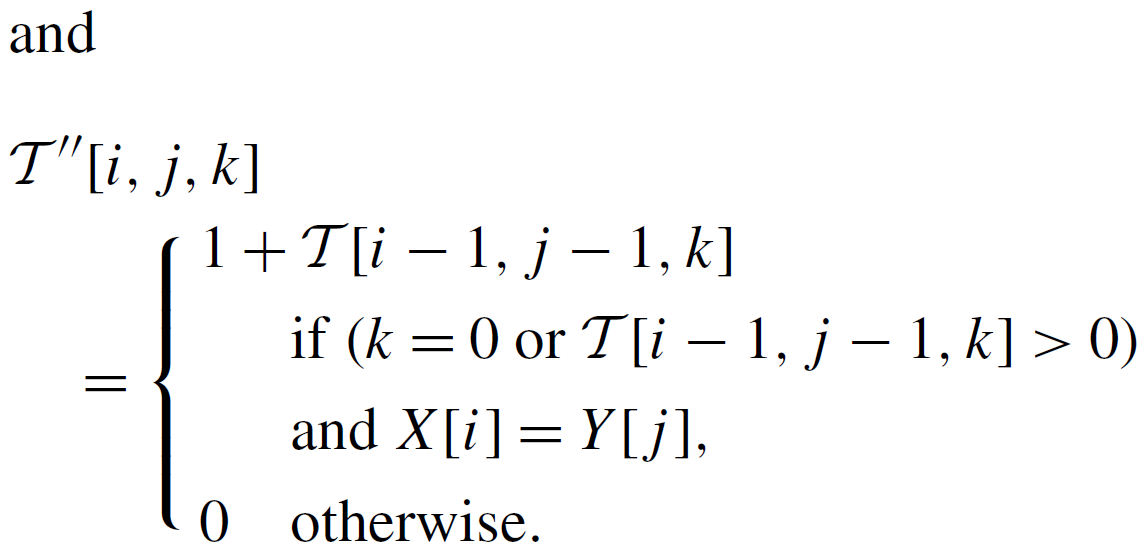 and
𝒯″[i, j, k]
1 + 𝒯[i − 1, j − 1, k]
if (k = 0 or 𝒯[i − 1, j − 1, k] > 0)
= {
and X[i] = Y[j],
0 otherwise.